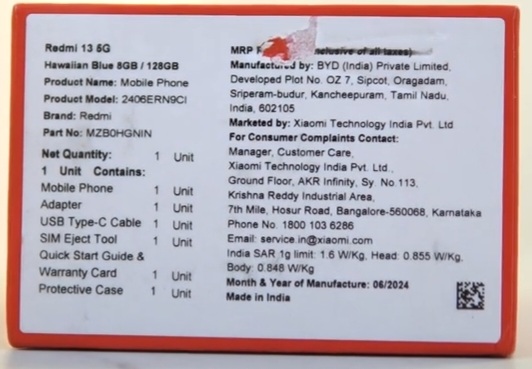 Redmi 13 5G
Hawaiian Blue 8GB / 128GB
Product Name: Mobile Phone
Product Model: 2406ERN9CI
Brand: Redmi
Part No: MZB0HGNIN
Net Quantity: 1 Unit
1 Unit Contains:
Mobile Phone 1 Unit
Adapter 1 Unit
USB Type-C Cable 1 Unit
SIM Eject Tool 1 Unit
Quick Start Guide &
Warranty Card 1 Unit
Protective Case 1 Unit
MRP inclusive of all taxes)
Manufactured by: BYD (India) Private Limited,
Developed Plot No. OZ 7, Sipcot, Oragadam,
Sriperam-budur, Kancheepuram, Tamil Nadu,
India, 602105
Marketed by: Xiaomi Technology India Pvt. Ltd
For Consumer Complaints Contact:
Manager, Customer Care,
Xiaomi Technology India Pvt. Ltd.,
Ground Floor, AKR Infinity, Sy. No.113,
Krishna Reddy Industrial Area,
7th Mile, Hosur Road, Bangalore-560068, Karnataka
Phone No. 1800 103 6286
Email: service.in@xiaomi.com
India SAR 1g limit: 1.6 W/Kg, Head: 0.855 W/Kg,
Body: 0.848 W/Kg
Month & Year of Manufacture: 06/2024
Made in India